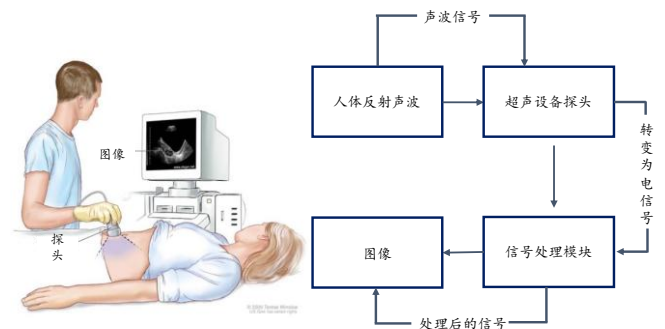 图像
探
头
声波信号
人体反射声波
超声设备探头
转变为电信号
图像
信号处理模块
处理后的信号